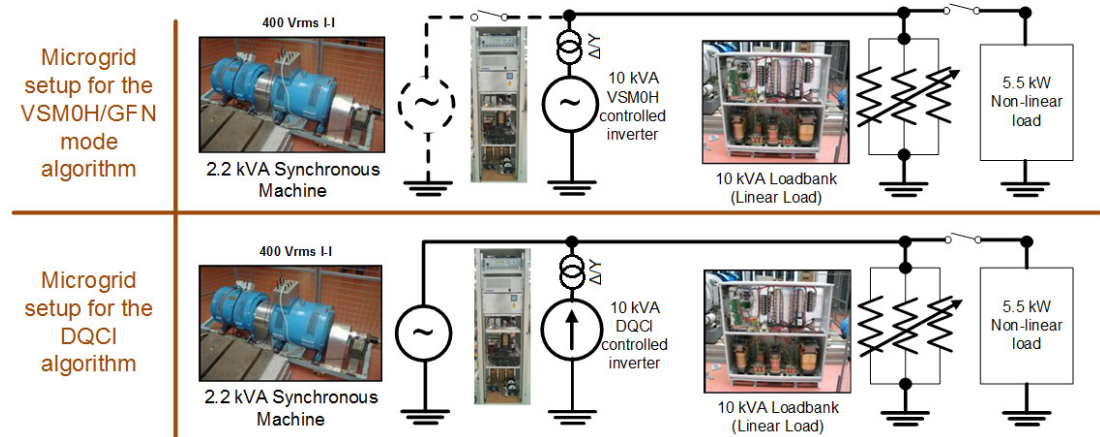 Microgrid
setup for the
VSM0H/GFN
mode
algorithm
400 Vrms l-l
2.2 kVA Synchronous
Machine
Δ/Y
10 kVA
VSM0H
controlled
inverter
10 kVA Loadbank
(Linear Load)
5.5 kW
Non-linear
load
Microgrid
setup for the
DQCI
algorithm
400 Vrms l-l
2.2 kVA Synchronous
Machine
Δ/Y
10 kVA
DQCI
controlled
inverter
10 kVA Loadbank
(Linear Load)
5.5 kW
Non-linear
load